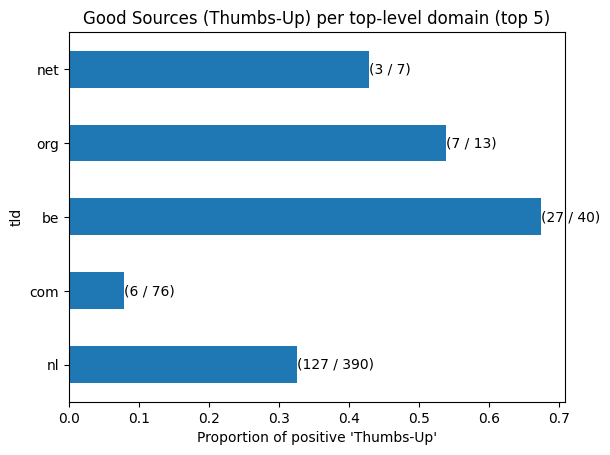 Good Sources (Thumbs-Up) per top-level domain (top 5)
net
(3 / 7)
org
(7 / 13)
tld
be
(27 / 40)
com
(6 / 76)
nl
(127 / 390)
0.0 0.1 0.2 0.3 0.4 0.5 0.6 0.7
Proportion of positive 'Thumbs-Up'